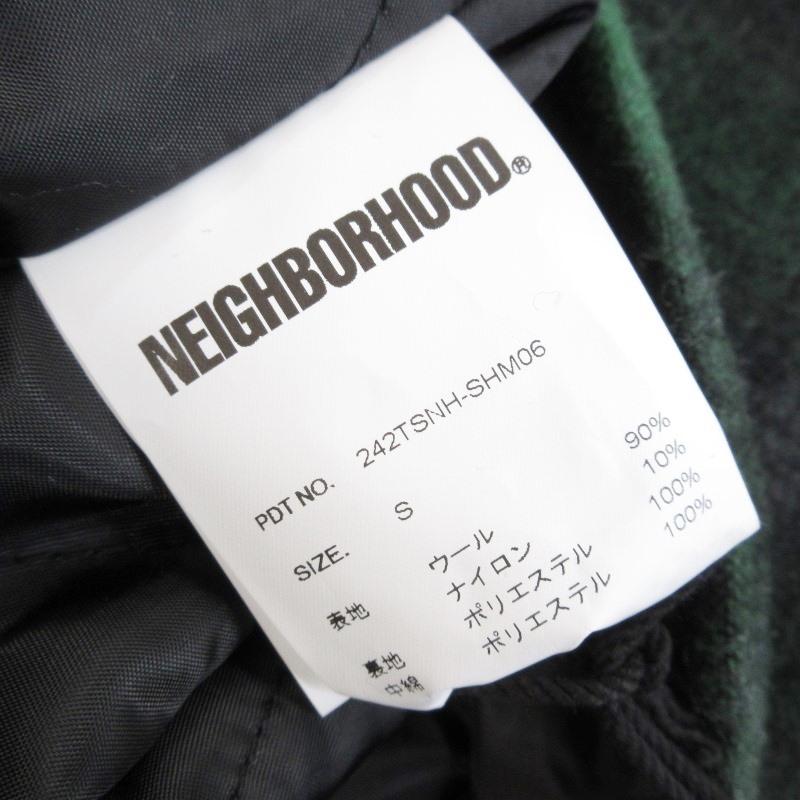 NEIGHBORHOOD®
PDT NO. 242TSNH-SHM06
SIZE. S
表地 ウール 90%
ナイロン 10%
裏地 ポリエステル 100%
中綿 ポリエステル 100%